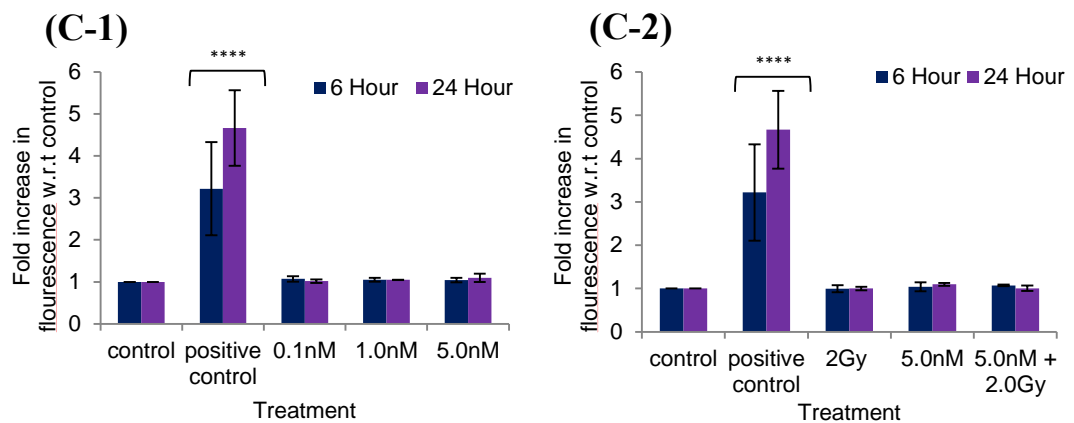 (C-1)
****
6 Hour 24 Hour
Fold increase in
flourescence w.r.t control
6
5
4
3
2
1
0
control positive control 0.1nM 1.0nM 5.0nM
Treatment
(C-2)
****
6 Hour 24 Hour
Fold increase in
flourescence w.r.t control
6
5
4
3
2
1
0
control positive control 2Gy 5.0nM 5.0nM + 2.0Gy
Treatment